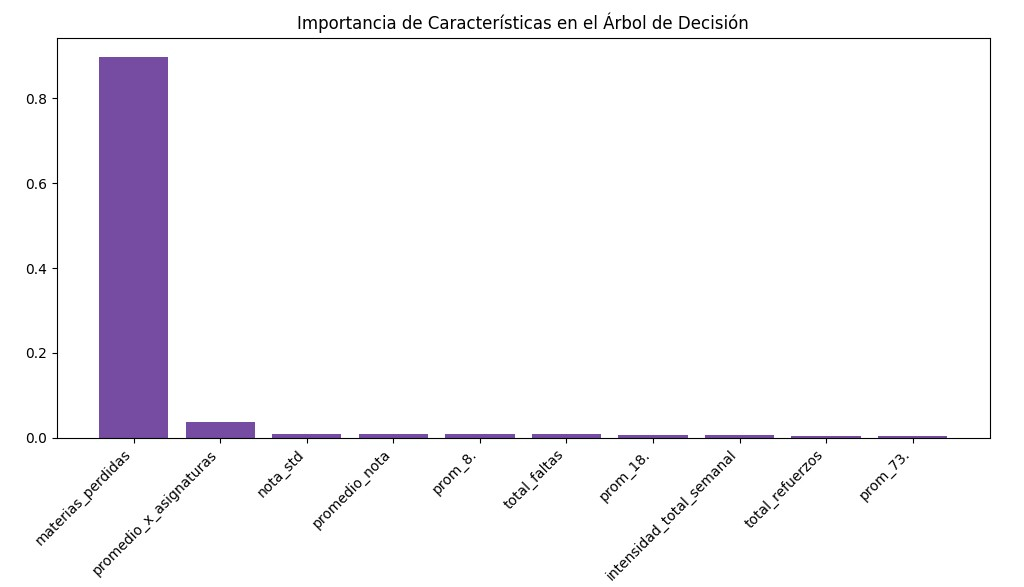 Importancia de Características en el Árbol de Decisión
0.8
0.6
0.4
0.2
0.0
materias_perdidas
promedio_x_asignaturas
nota_std
promedio_nota
prom_8.
total_faltas
prom_18.
intensidad_total_semanal
total_refuerzos
prom_73.